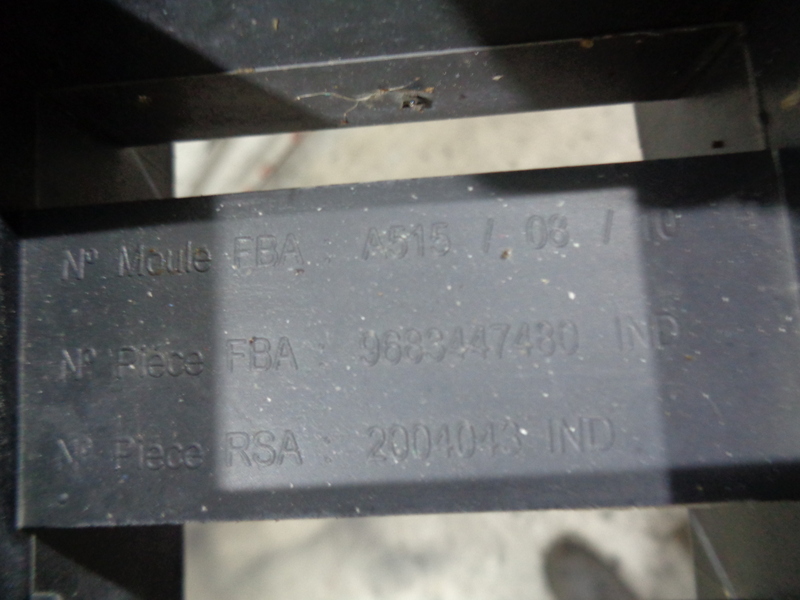 N° Moule FBA : A515 / 08 / 10
N° Pièce FBA : 9683447480 IND
N° Pièce RSA : 2004043 IND